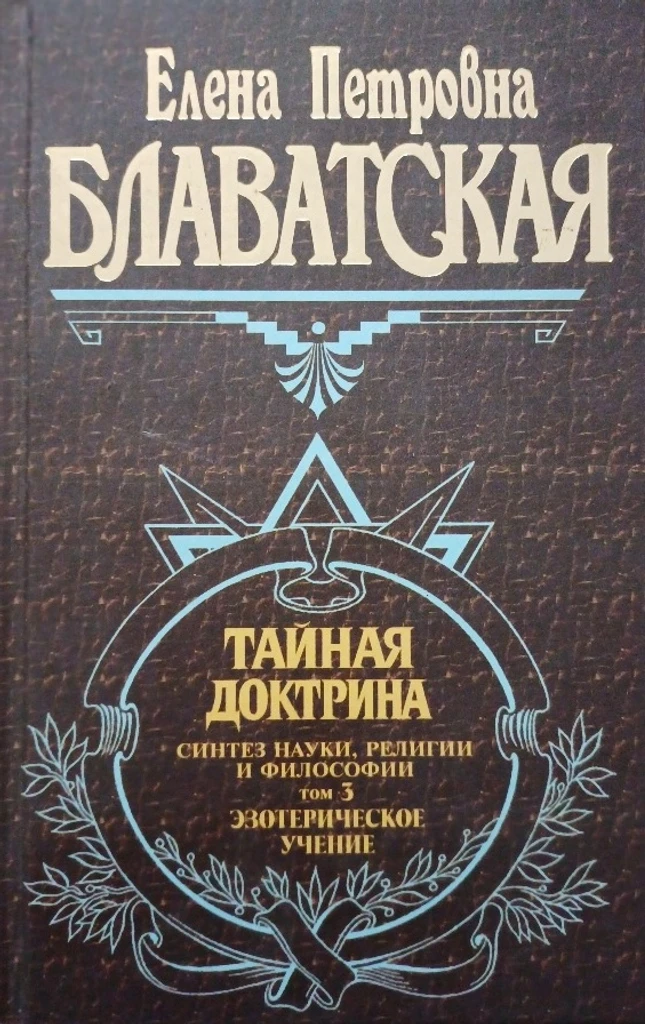 Елена Петровна
БЛАВАТСКАЯ
ТАЙНАЯ
ДОКТРИНА
СИНТЕЗ НАУКИ, РЕЛИГИИ
И ФИЛОСОФИИ
том 3
ЭЗОТЕРИЧЕСКОЕ
УЧЕНИЕ